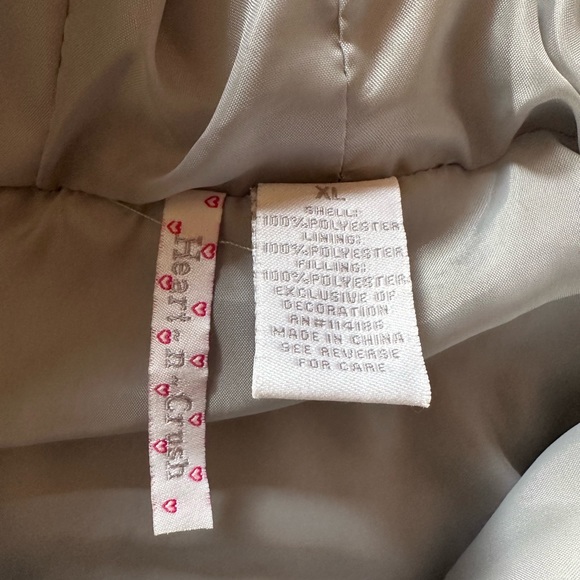 Heart "n" Crush
XL
SHELL:
100%POLYESTER
LINING:
100%POLYESTER
FILLING:
100%POLYESTER
EXCLUSIVE OF
DECORATION
RN#114188
MADE IN CHINA
SEE REVERSE
FOR CARE